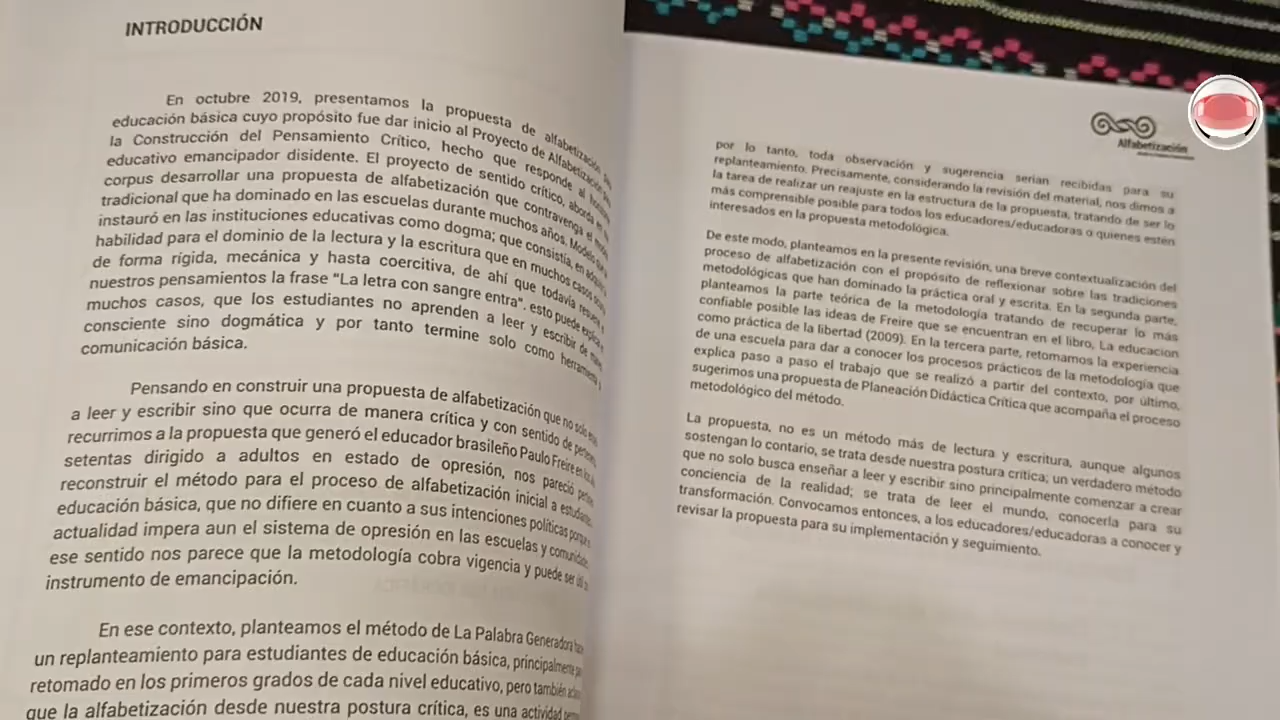 INTRODUCCIÓN
En octubre 2019, presentamos la propuesta de alfabetización
educación básica cuyo propósito fue dar inicio al Proyecto de Alfabetización
la Construcción del Pensamiento Crítico, hecho que responde al
educativo emancipador disidente. El proyecto de sentido crítico, aborda
corpus desarrollar una propuesta de alfabetización que contravenga el
tradicional que ha dominado en las escuelas durante muchos años. Modelo
instauró en las instituciones educativas como dogma; que consistía, en
habilidad para el dominio de la lectura y la escritura que en muchos casos
de forma rígida, mecánica y hasta coercitiva, de ahí que todavía
nuestros pensamientos la frase "La letra con sangre entra". esto puede
muchos casos, que los estudiantes no aprenden a leer y escribir de
consciente sino dogmática y por tanto termine solo como herramienta
comunicación básica.
Pensando en construir una propuesta de alfabetización que no solo
a leer y escribir sino que ocurra de manera crítica y con sentido de
recurrimos a la propuesta que generó el educador brasileño Paulo Freire en los
setentas dirigido a adultos en estado de opresión, nos pareció
reconstruir el método para el proceso de alfabetización inicial a
educación básica, que no difiere en cuanto a sus intenciones políticas
actualidad impera aun el sistema de opresión en las escuelas y
ese sentido nos parece que la metodología cobra vigencia y puede ser
instrumento de emancipación.
En ese contexto, planteamos el método de La Palabra Generadora
un replanteamiento para estudiantes de educación básica, principalmente
retomado en los primeros grados de cada nivel educativo, pero también
que la alfabetización desde nuestra postura crítica, es una actividad
Alfabetización
por lo tanto, toda observación y sugerencia serian recibidas para su
replanteamiento. Precisamente, considerando la revisión del material, nos dimos a
la tarea de realizar un reajuste en la estructura de la propuesta, tratando de ser lo
más comprensible posible para todos los educadores/educadoras o quienes estén
interesados en la propuesta metodológica.
De este modo, planteamos en la presente revisión, una breve contextualización del
proceso de alfabetización con el propósito de reflexionar sobre las tradiciones
metodológicas que han dominado la práctica oral y escrita. En la segunda parte,
planteamos la parte teórica de la metodología tratando de recuperar lo más
confiable posible las ideas de Freire que se encuentran en el libro, La educacion
como práctica de la libertad (2009). En la tercera parte, retomamos la experiencia
de una escuela para dar a conocer los procesos prácticos de la metodología que
explica paso a paso el trabajo que se realizó a partir del contexto, por último,
sugerimos una propuesta de Planeación Didáctica Crítica que acompaña el proceso
metodológico del método.
La propuesta, no es un método más de lectura y escritura, aunque algunos
sostengan lo contario, se trata desde nuestra postura crítica; un verdadero método
que no solo busca enseñar a leer y escribir sino principalmente comenzar a crear
conciencia de la realidad; se trata de leer el mundo, conocerla para su
transformación. Convocamos entonces, a los educadores/educadoras a conocer y
revisar la propuesta para su implementación y seguimiento.